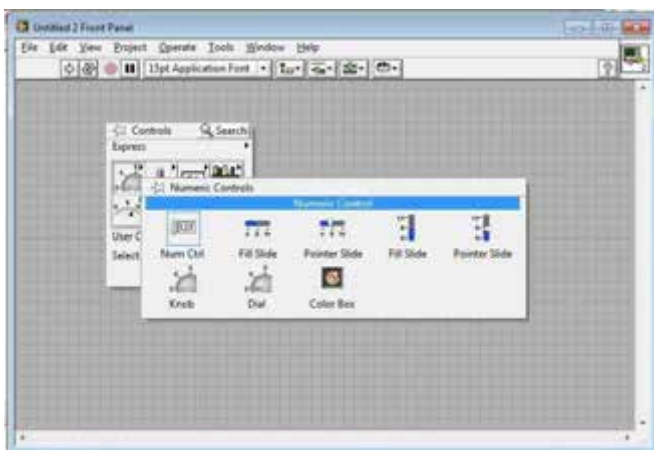 Untitled 2 Front Panel
File Edit View Project Operate Tools Window Help
13pt Application Font
Controls Search
Express
Numeric Controls
Numeric Control
User C
Num Ctrl Fill Slide Pointer Slide Fill Slide Pointer Slide
Select
Knob Dial Color Box